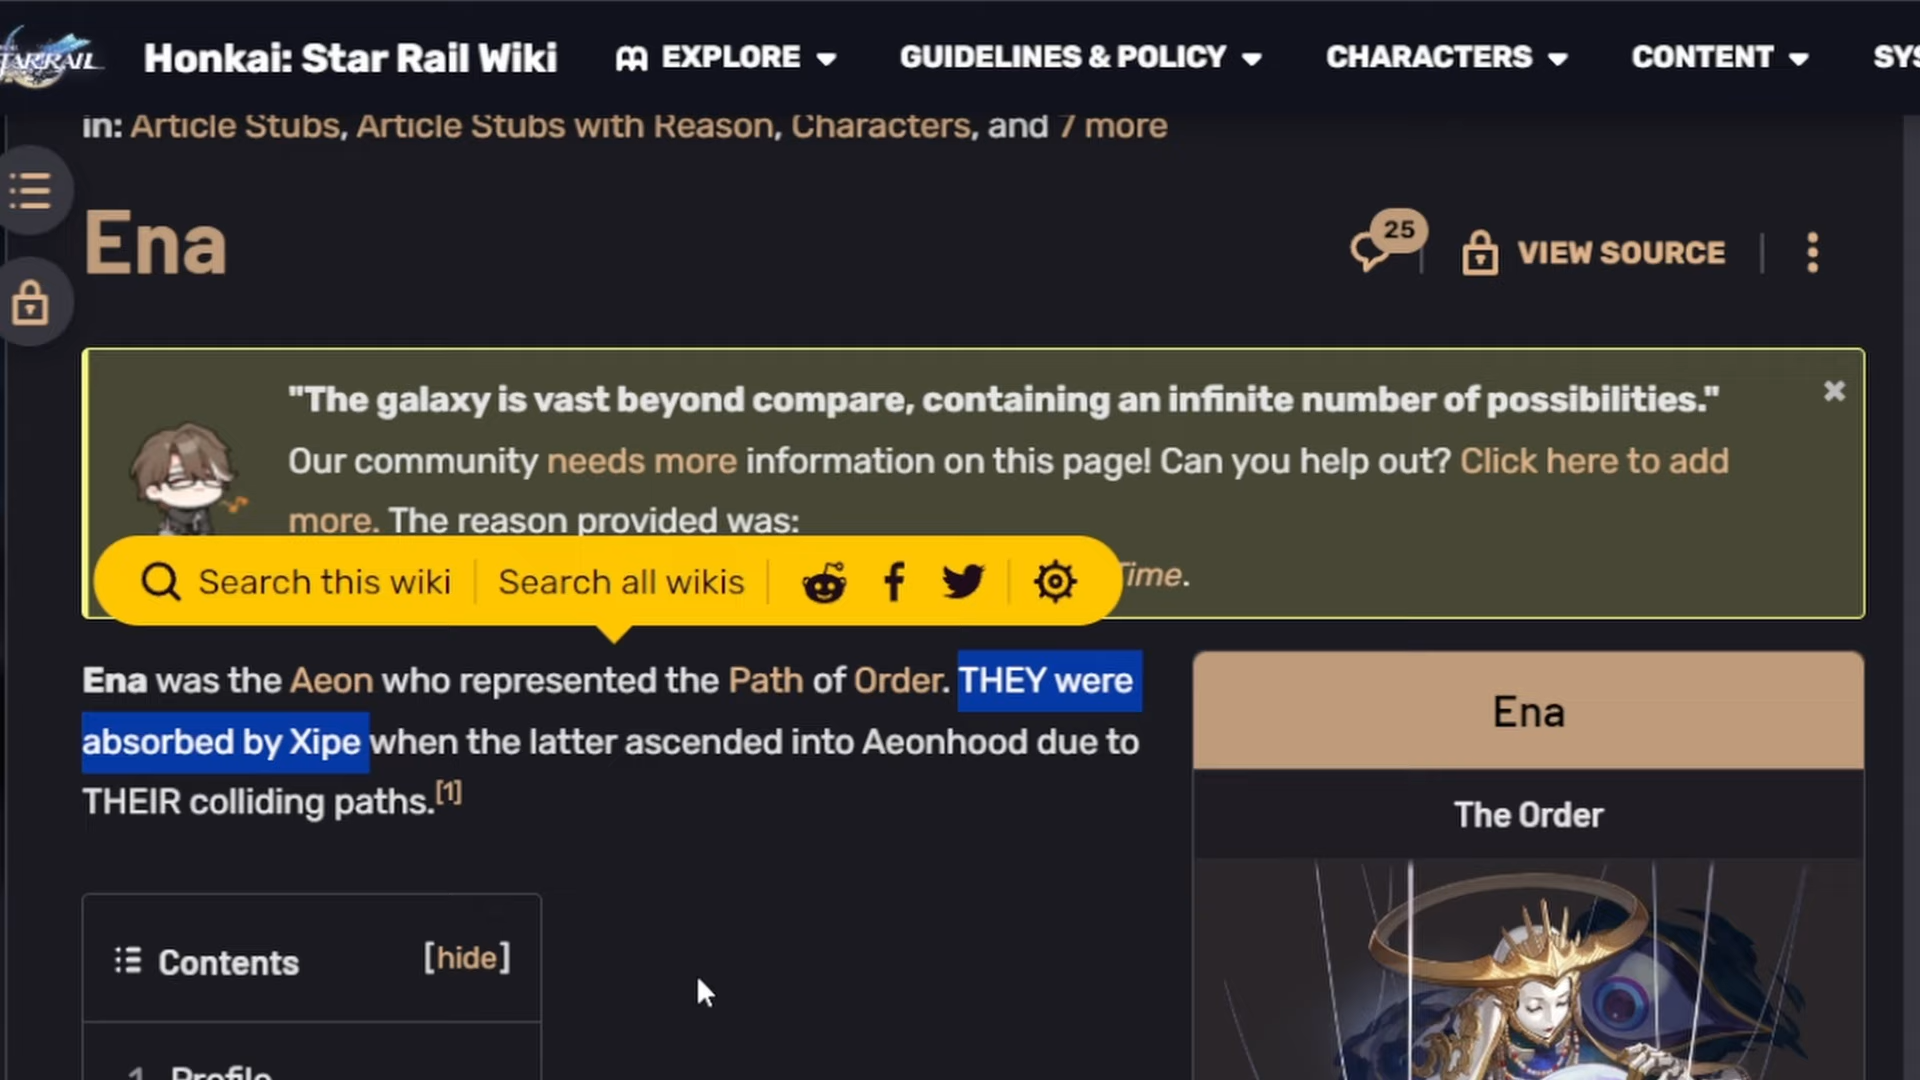 STAR RAIL
Honkai: Star Rail Wiki
EXPLORE
GUIDELINES & POLICY
CHARACTERS
CONTENT
SYS
in: Article Stubs, Article Stubs with Reason, Characters, and 7 more
Ena
25
VIEW SOURCE
"The galaxy is vast beyond compare, containing an infinite number of possibilities."
Our community needs more information on this page! Can you help out? Click here to add
more. The reason provided was:
Time.
Search this wiki
Search all wikis
Ena was the Aeon who represented the Path of Order. THEY were
absorbed by Xipe when the latter ascended into Aeonhood due to
THEIR colliding paths.[1]
Ena
The Order
Contents
[hide]
1 Profile